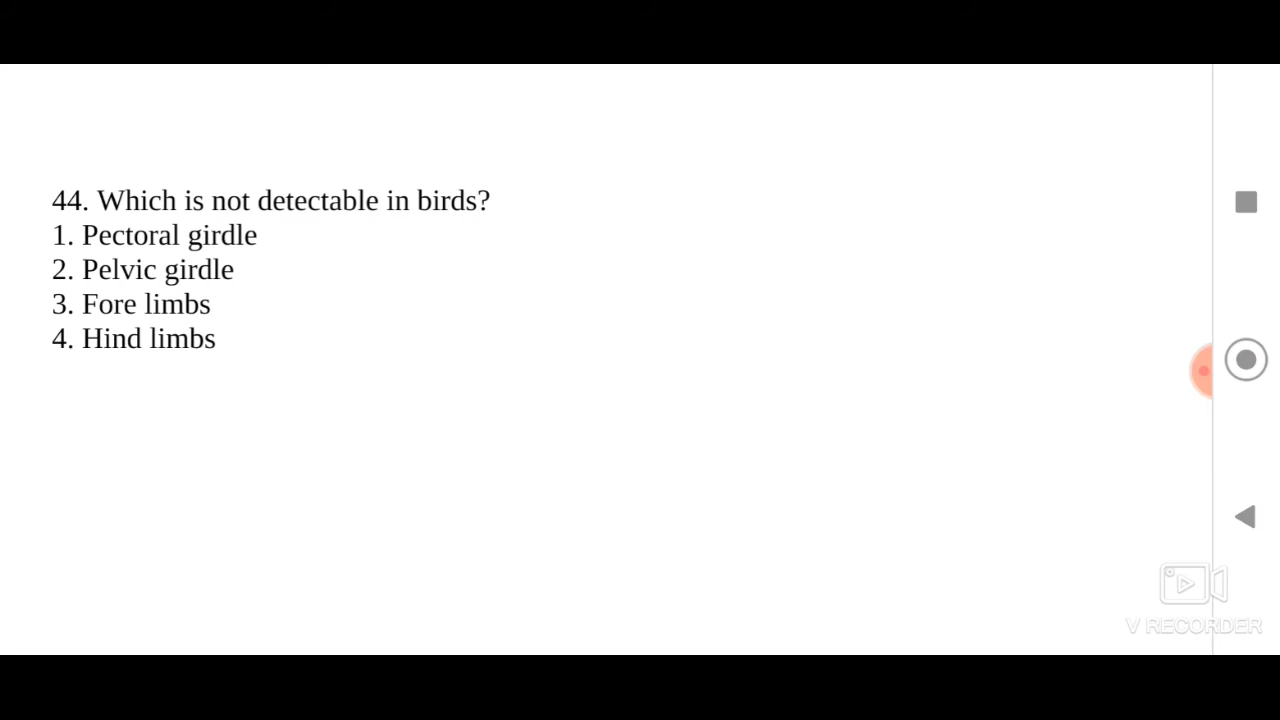 44. Which is not detectable in birds?
1. Pectoral girdle
2. Pelvic girdle
3. Fore limbs
4. Hind limbs
V RECORDER